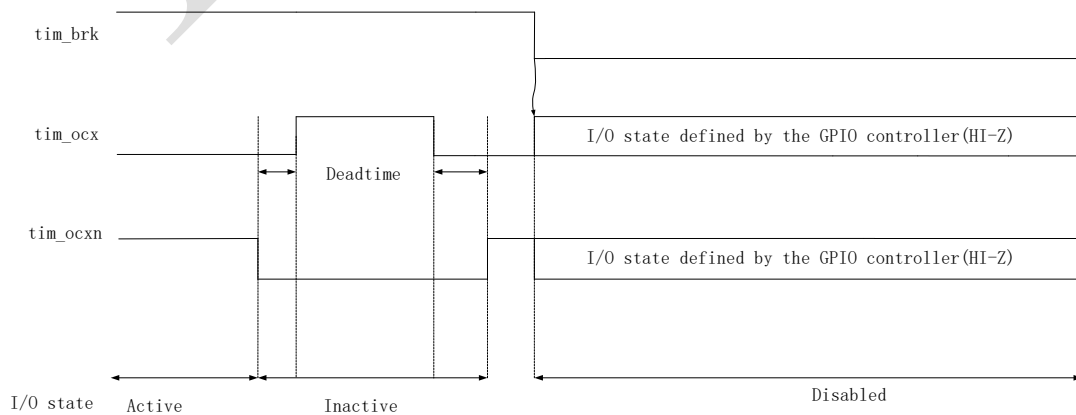 tim_brk
tim_ocx
I/O state defined by the GPIO controller(HI-Z)
Deadtime
tim_ocxn
I/O state defined by the GPIO controller(HI-Z)
I/O state
Active
Inactive
Disabled